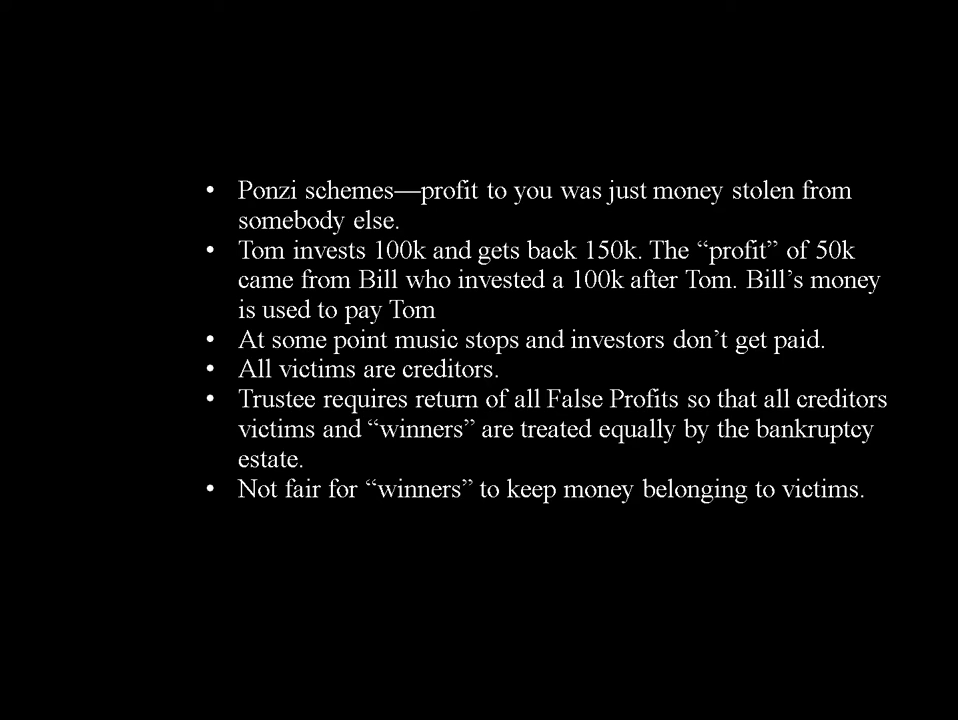 • Ponzi schemes—profit to you was just money stolen from
somebody else.
• Tom invests 100k and gets back 150k. The “profit” of 50k
came from Bill who invested a 100k after Tom. Bill’s money
is used to pay Tom
• At some point music stops and investors don’t get paid.
• All victims are creditors.
• Trustee requires return of all False Profits so that all creditors
victims and “winners” are treated equally by the bankruptcy
estate.
• Not fair for “winners” to keep money belonging to victims.